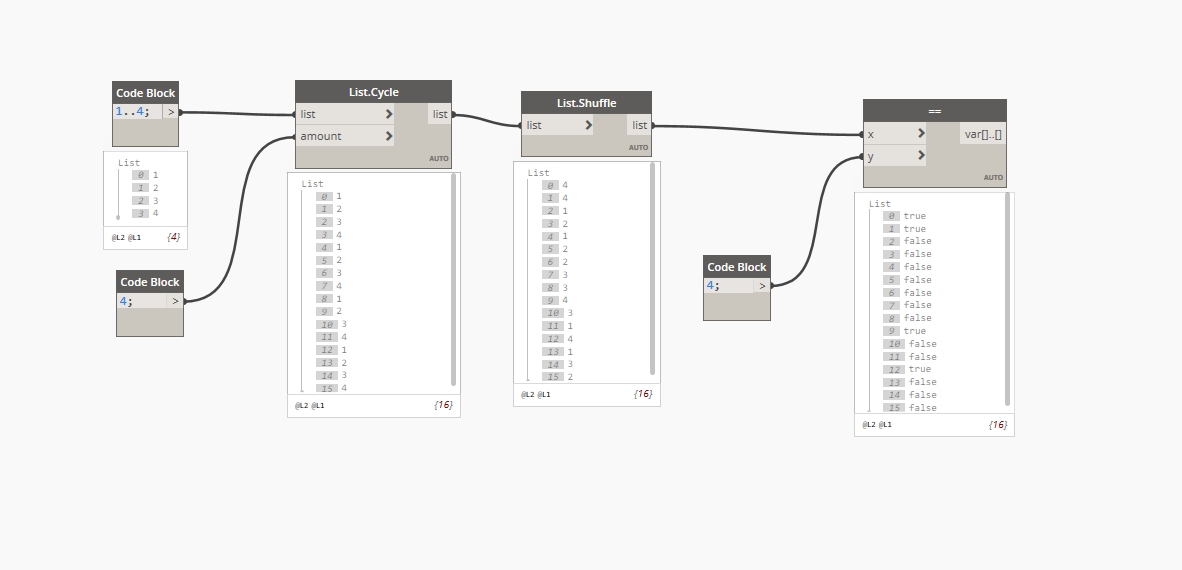 Code Block
1..4; >
List
0 1
1 2
2 3
3 4
@L2 @L1 {4}
Code Block
4; >
List.Cycle
list > list
amount >
AUTO
List
0 1
1 2
2 3
3 4
4 1
5 2
6 3
7 4
8 1
9 2
10 3
11 4
12 1
13 2
14 3
15 4
@L2 @L1 {16}
List.Shuffle
list > list
AUTO
List
0 4
1 4
2 1
3 2
4 1
5 2
6 2
7 3
8 3
9 4
10 3
11 1
12 4
13 1
14 3
15 2
@L2 @L1 {16}
Code Block
4; >
==
x > var[]..[]
y >
AUTO
List
0 true
1 true
2 false
3 false
4 false
5 false
6 false
7 false
8 false
9 true
10 false
11 false
12 true
13 false
14 false
15 false
@L2 @L1 {16}